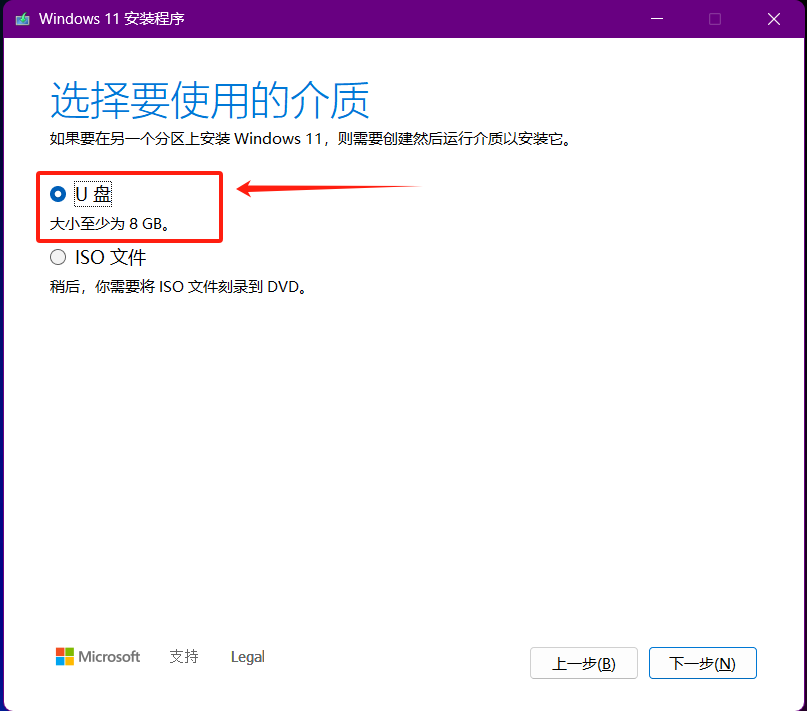 Windows 11 安装程序
选择要使用的介质
如果要在另一个分区上安装 Windows 11，则需要创建然后运行介质以安装它。
U 盘
大小至少为 8 GB。
ISO 文件
稍后，你需要将 ISO 文件刻录到 DVD。
Microsoft 支持 Legal
上一步(B) 下一步(N)